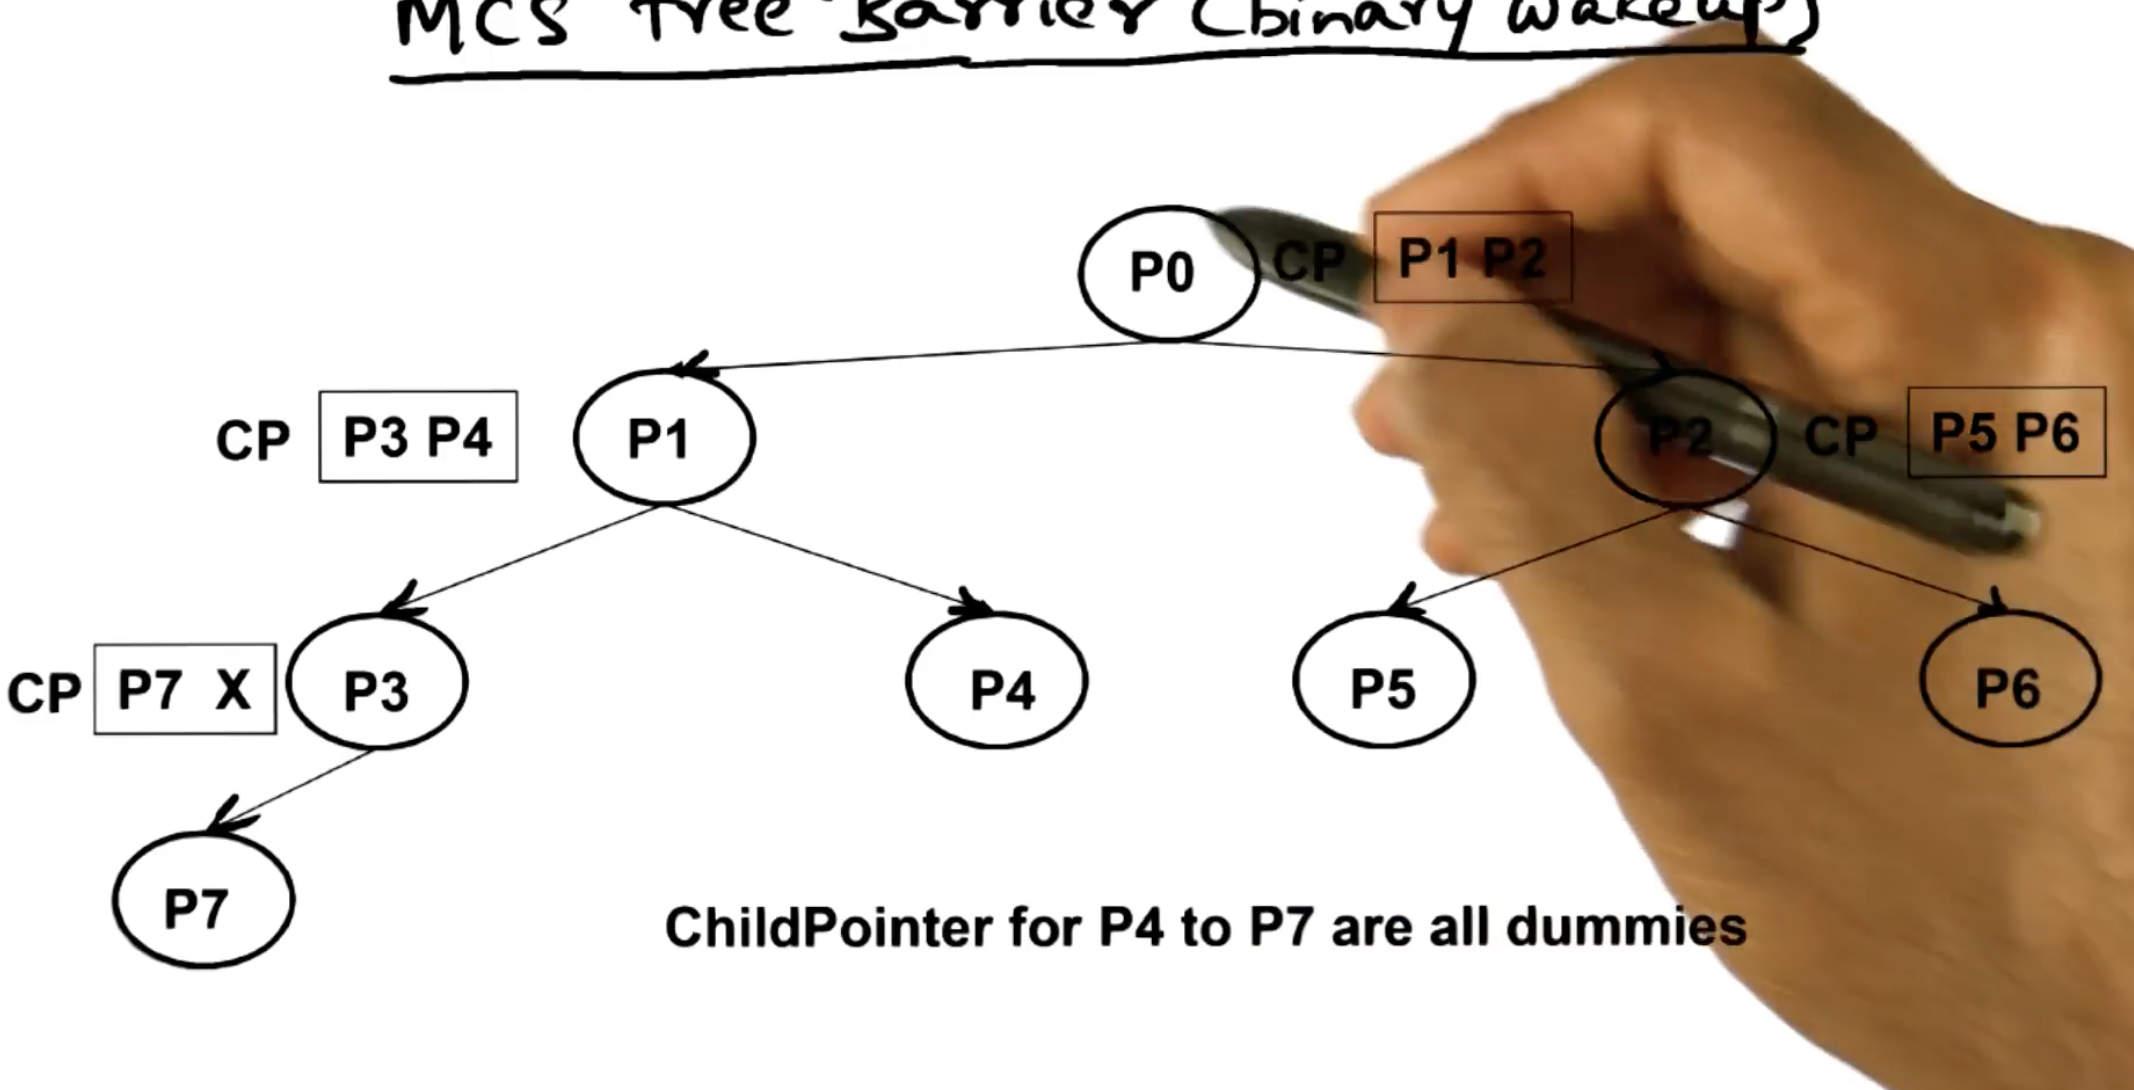 MCS Tree Barrier (binary wakeup)
P0 CP P1 P2
CP P3 P4 P1 P2 CP P5 P6
CP P7 X P3 P4 P5 P6
P7
ChildPointer for P4 to P7 are all dummies